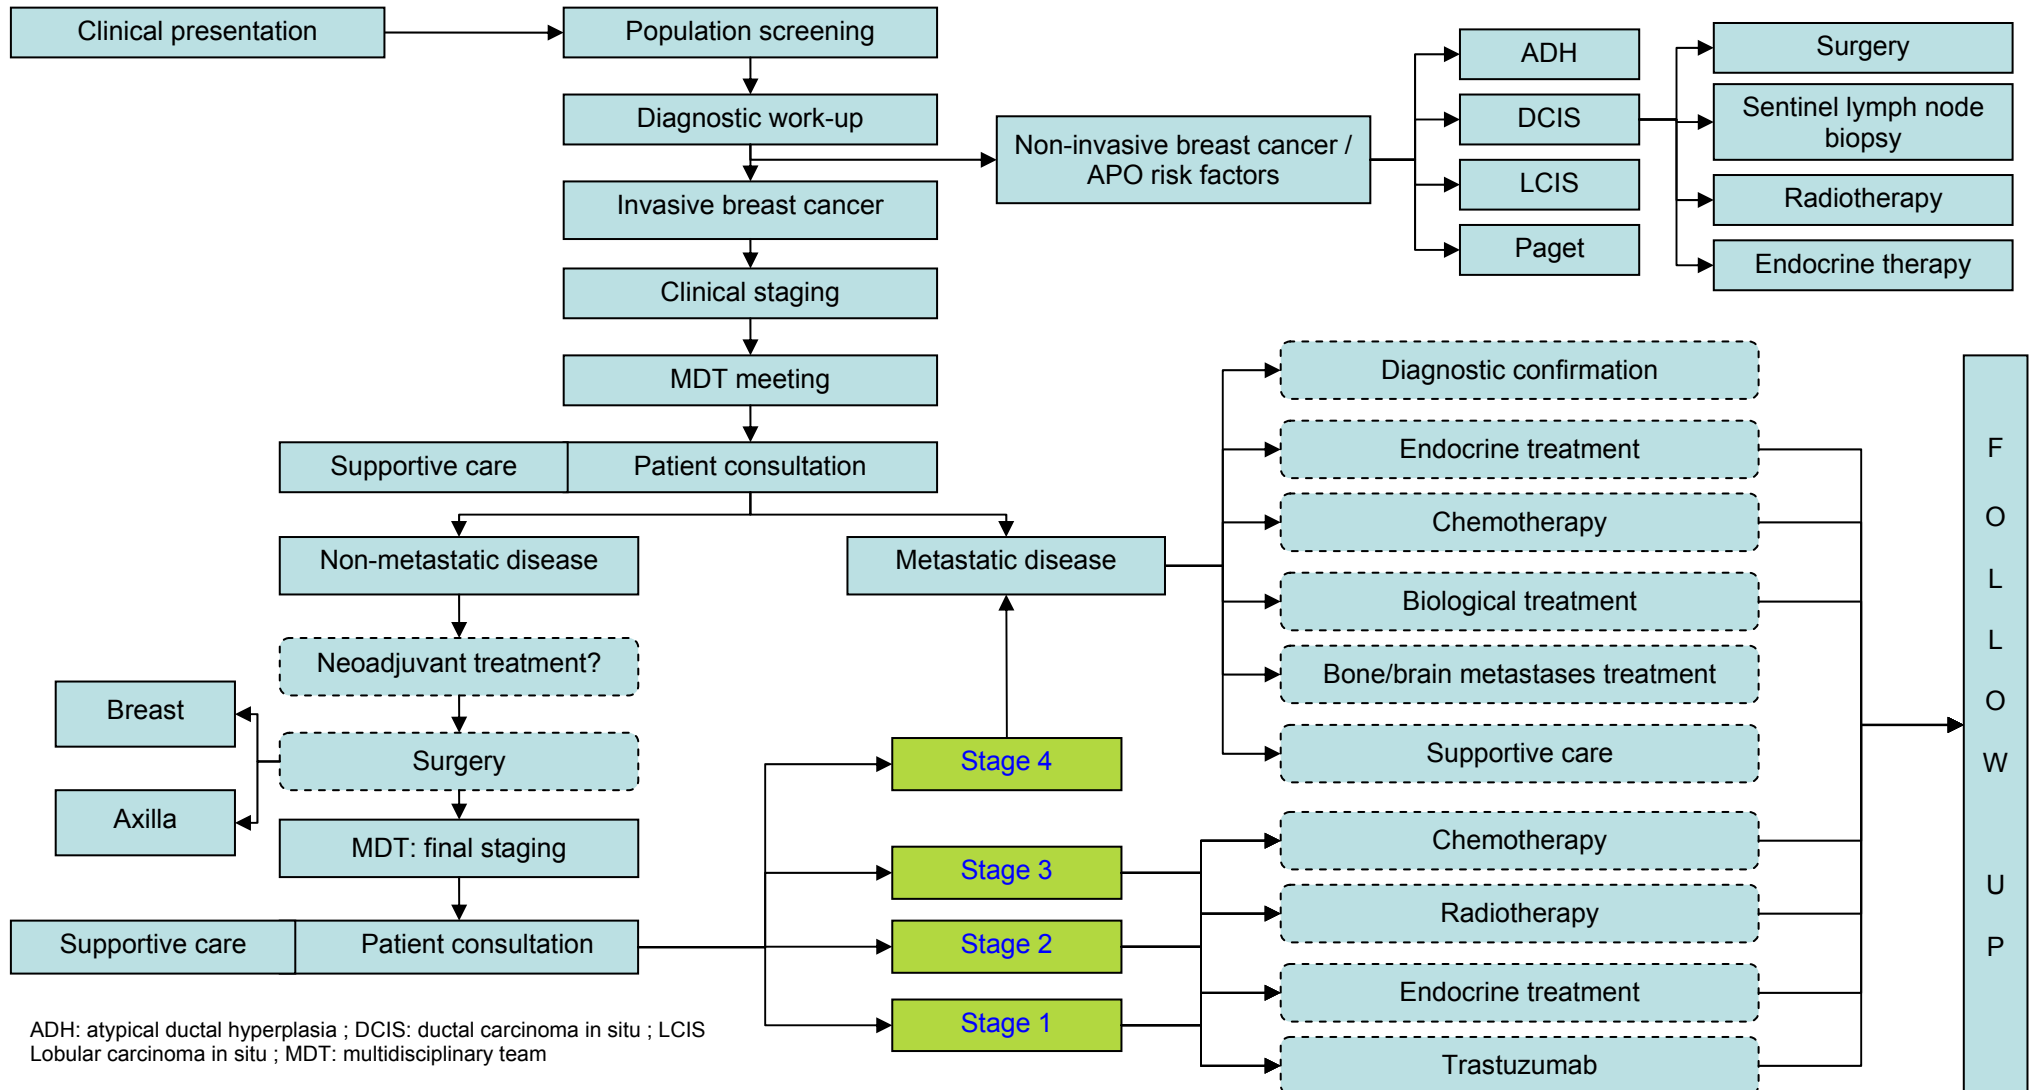 Clinical presentation
Population screening
Diagnostic work-up
Non-invasive breast cancer /
APO risk factors
ADH
DCIS
LCIS
Paget
Surgery
Sentinel lymph node
biopsy
Radiotherapy
Endocrine therapy
Invasive breast cancer
Clinical staging
MDT meeting
Supportive care
Patient consultation
Non-metastatic disease
Metastatic disease
Neoadjuvant treatment?
Surgery
Breast
Axilla
MDT: final staging
Supportive care
Patient consultation
Stage 4
Stage 3
Stage 2
Stage 1
Diagnostic confirmation
Endocrine treatment
Chemotherapy
Biological treatment
Bone/brain metastases treatment
Supportive care
Chemotherapy
Radiotherapy
Endocrine treatment
Trastuzumab
F
O
L
L
O
W
U
P
ADH: atypical ductal hyperplasia ; DCIS: ductal carcinoma in situ ; LCIS
Lobular carcinoma in situ ; MDT: multidisciplinary team